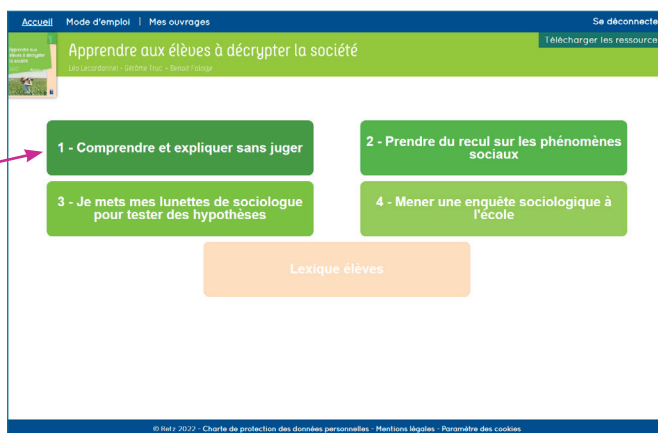 Accueil Mode d'emploi | Mes ouvrages Se déconnecte
Télécharger les ressource
Apprendre aux élèves à décrypter la société
Léo Lecardonnel - Gérôme Truc - Benoit Falaize
1 - Comprendre et expliquer sans juger
2 - Prendre du recul sur les phénomènes
sociaux
3 - Je mets mes lunettes de sociologue
pour tester des hypothèses
4 - Mener une enquête sociologique à
l'école
Lexique élèves
© Retz 2022 - Charte de protection des données personnelles - Mentions légales - Paramètre des cookies